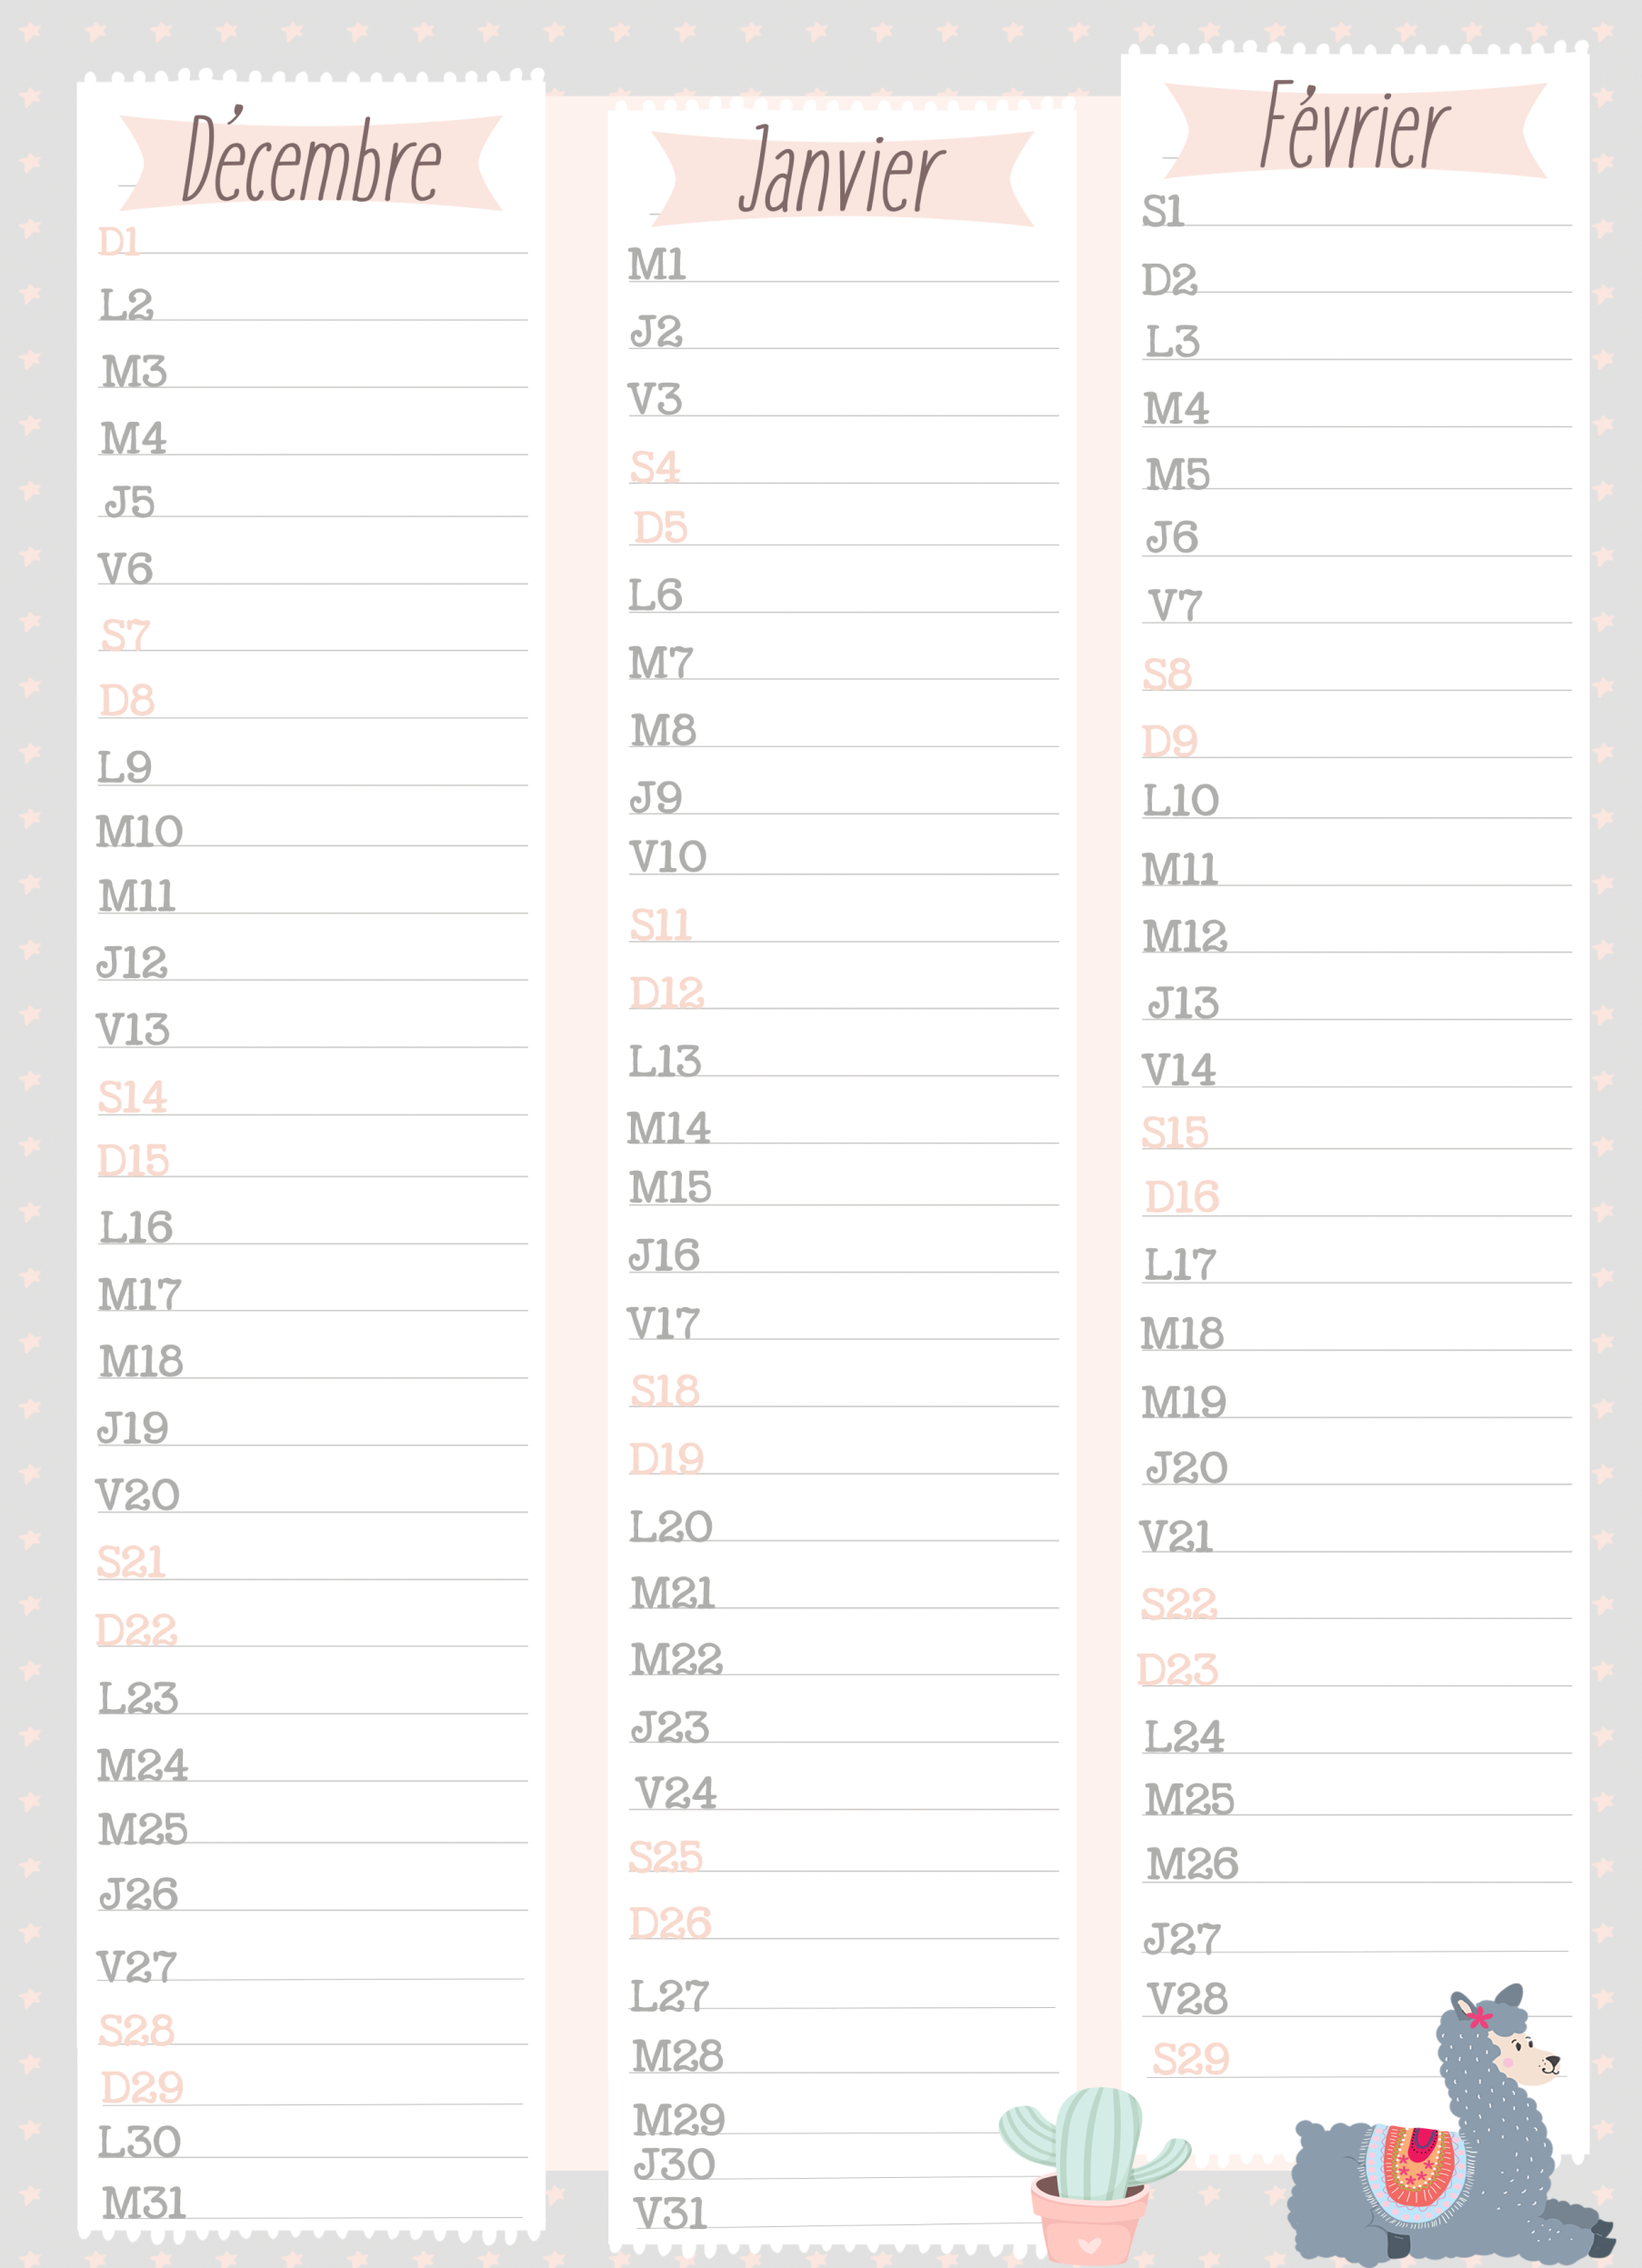 Décembre
D1
L2
M3
M4
J5
V6
S7
D8
L9
M10
M11
J12
V13
S14
D15
L16
M17
M18
J19
V20
S21
D22
L23
M24
M25
J26
V27
S28
D29
L30
M31
Janvier
M1
J2
V3
S4
D5
L6
M7
M8
J9
V10
S11
D12
L13
M14
M15
J16
V17
S18
D19
L20
M21
M22
J23
V24
S25
D26
L27
M28
M29
J30
V31
Février
S1
D2
L3
M4
M5
J6
V7
S8
D9
L10
M11
M12
J13
V14
S15
D16
L17
M18
M19
J20
V21
S22
D23
L24
M25
M26
J27
V28
S29